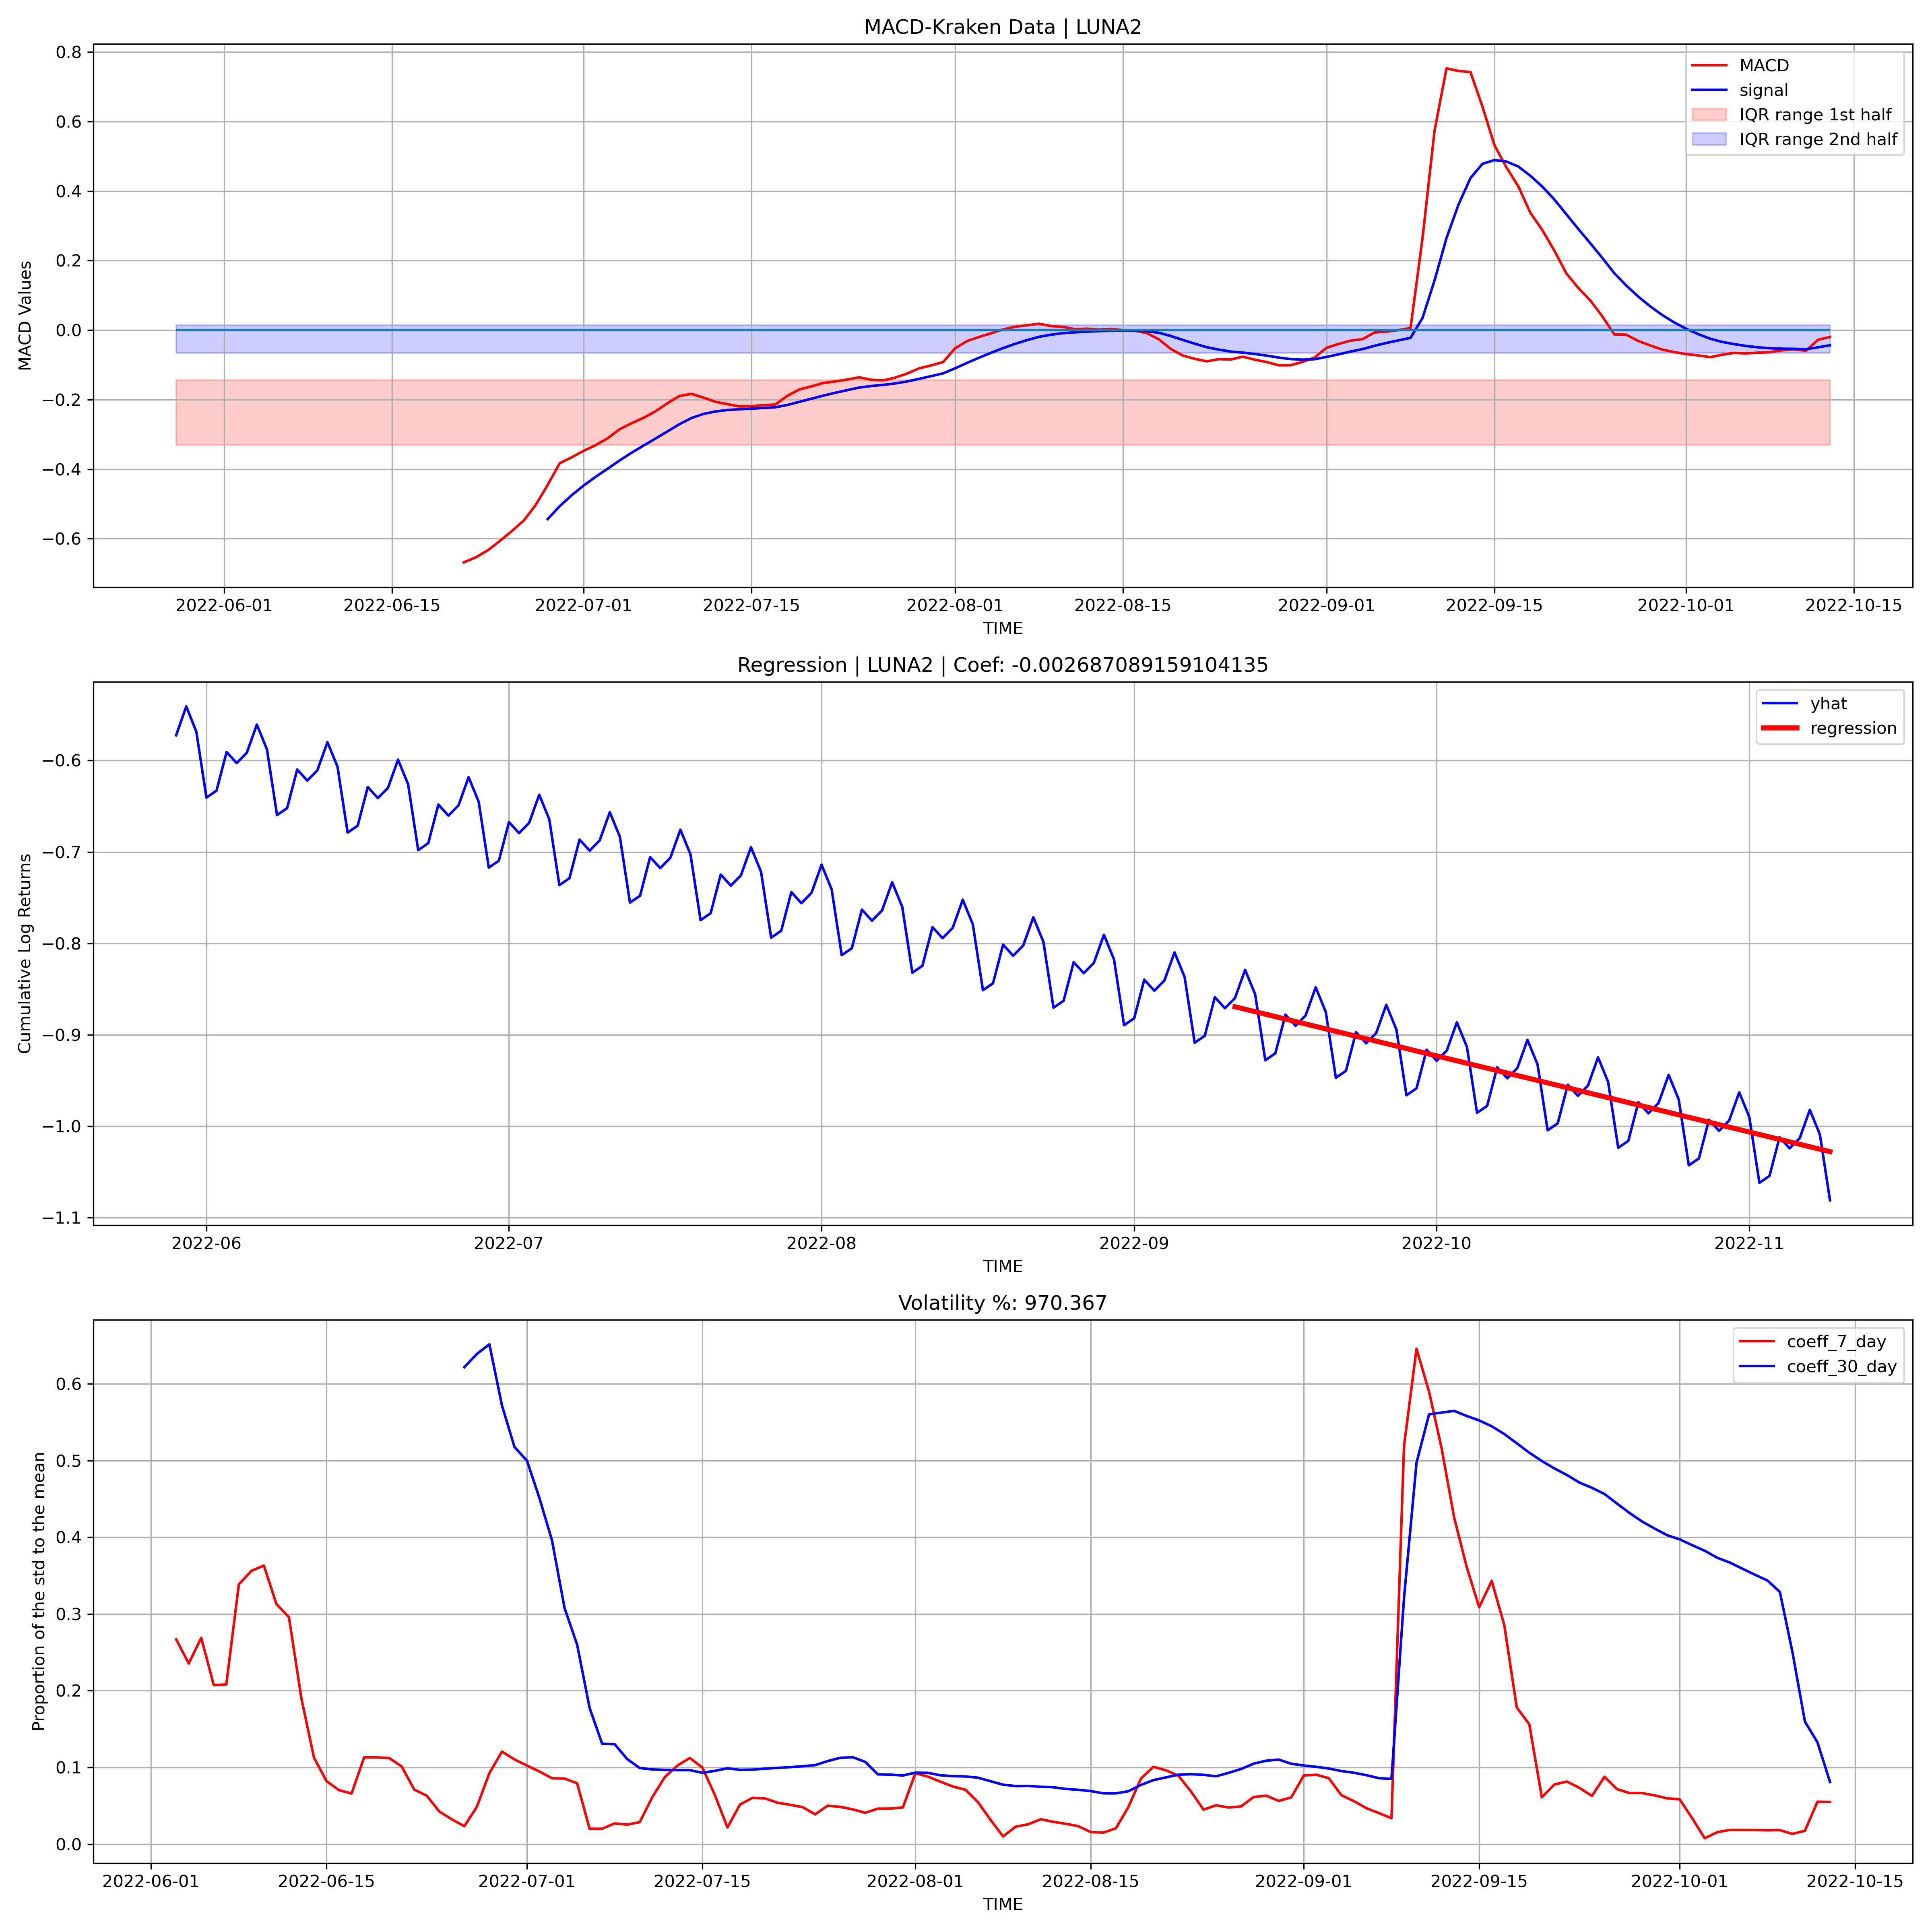 MACD-Kraken Data | LUNA2
MACD Values
0.8
0.6
0.4
0.2
0.0
−0.2
−0.4
−0.6
MACD
signal
IQR range 1st half
IQR range 2nd half
2022-06-01
2022-06-15
2022-07-01
2022-07-15
2022-08-01
2022-08-15
2022-09-01
2022-09-15
2022-10-01
2022-10-15
TIME
Regression | LUNA2 | Coef: -0.002687089159104135
Cumulative Log Returns
−0.6
−0.7
−0.8
−0.9
−1.0
−1.1
yhat
regression
2022-06
2022-07
2022-08
2022-09
2022-10
2022-11
TIME
Volatility %: 970.367
Proportion of the std to the mean
0.6
0.5
0.4
0.3
0.2
0.1
0.0
coeff_7_day
coeff_30_day
2022-06-01
2022-06-15
2022-07-01
2022-07-15
2022-08-01
2022-08-15
2022-09-01
2022-09-15
2022-10-01
2022-10-15
TIME